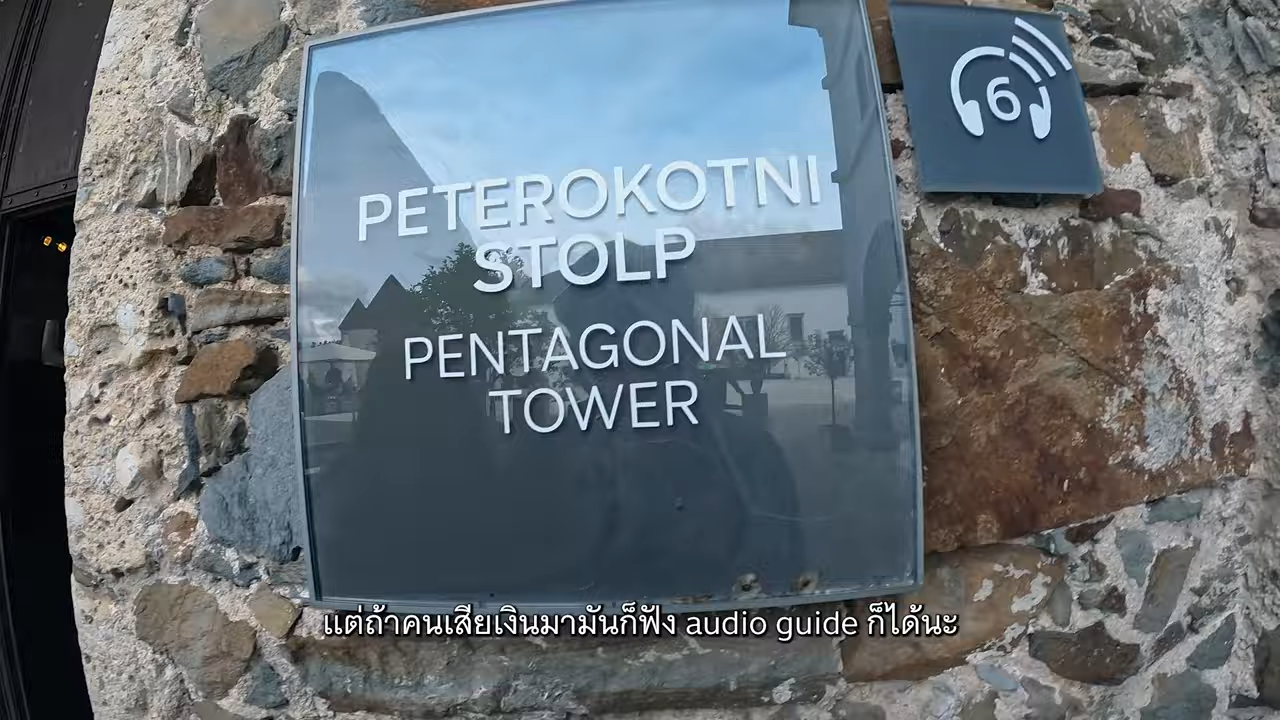 PETEROKOTNI
STOLP
PENTAGONAL
TOWER
6
แต่ถ้าคนเสียเงินมามันก็ฟัง audio guide ก็ได้นะ